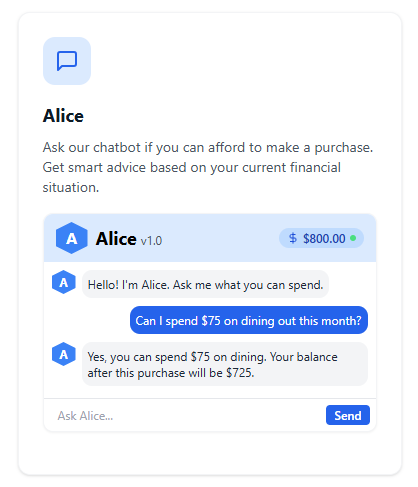 Alice
Ask our chatbot if you can afford to make a purchase.
Get smart advice based on your current financial
situation.
A Alice v1.0 $ $800.00
A Hello! I'm Alice. Ask me what you can spend.
Can I spend $75 on dining out this month?
A Yes, you can spend $75 on dining. Your balance
after this purchase will be $725.
Ask Alice... Send